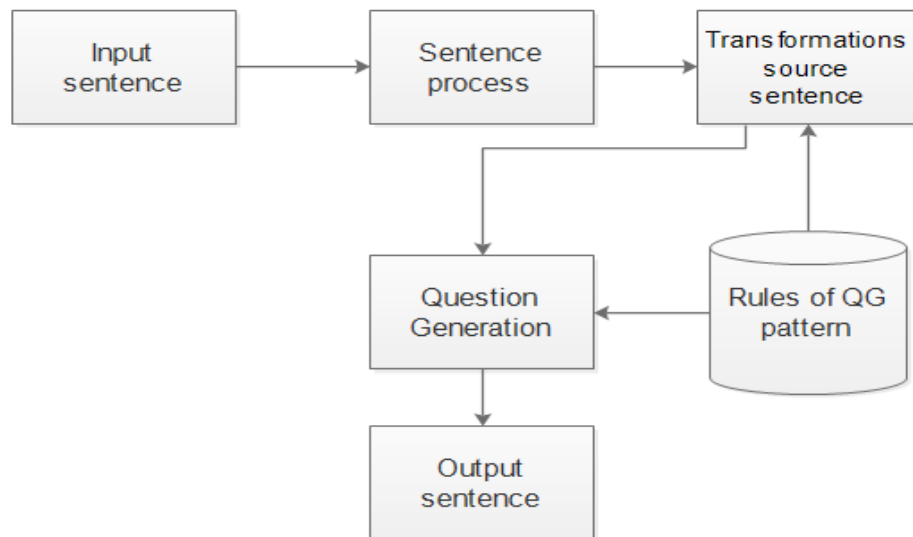 Input
sentence
Sentence
process
Transformations
source
sentence
Question
Generation
Rules of QG
pattern
Output
sentence